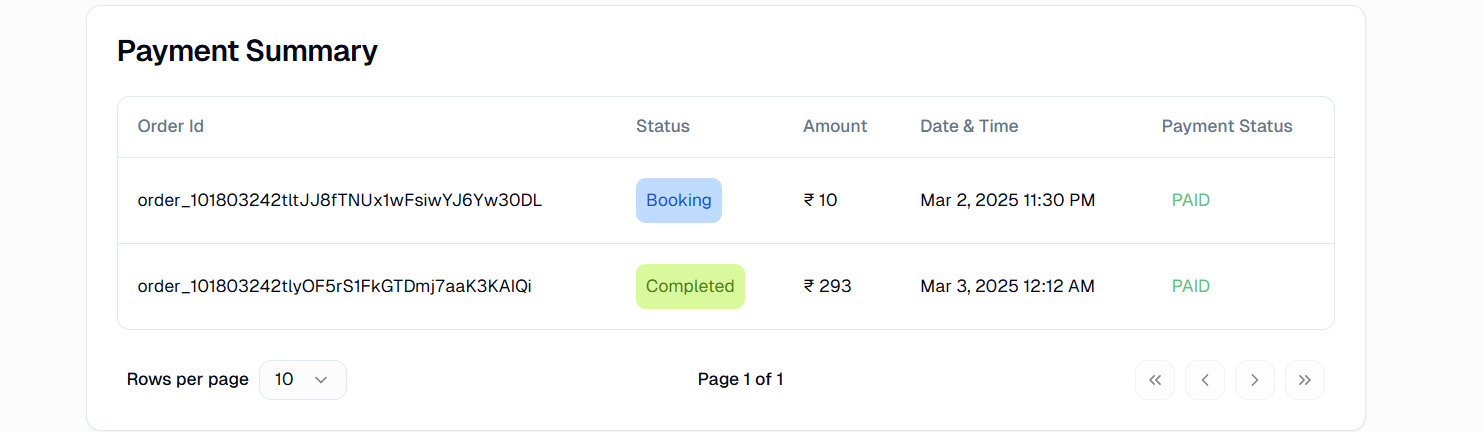 Payment Summary
Order Id Status Amount Date & Time Payment Status
order_101803242tltJJ8fTNUx1wFsiwYJ6Yw30DL Booking ₹ 10 Mar 2, 2025 11:30 PM PAID
order_101803242tlyOF5rS1FkGTDmj7aaK3KAIQi Completed ₹ 293 Mar 3, 2025 12:12 AM PAID
Rows per page 10 Page 1 of 1